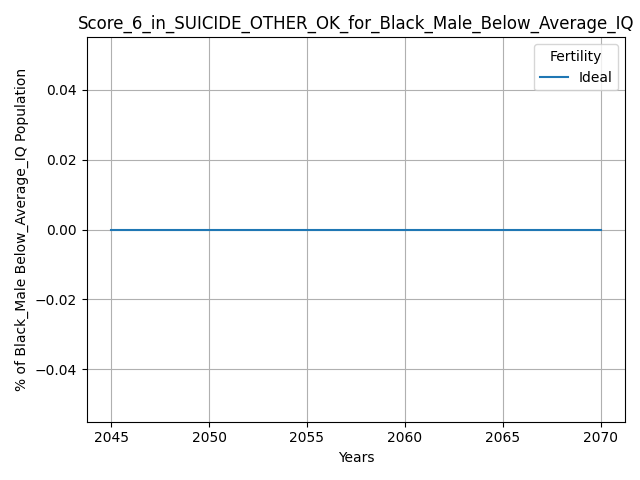 Score_6_in_SUICIDE_OTHER_OK_for_Black_Male_Below_Average_IQ
% of Black_Male Below_Average_IQ Population
0.04
0.02
0.00
−0.02
−0.04
Fertility
Ideal
2045 2050 2055 2060 2065 2070
Years